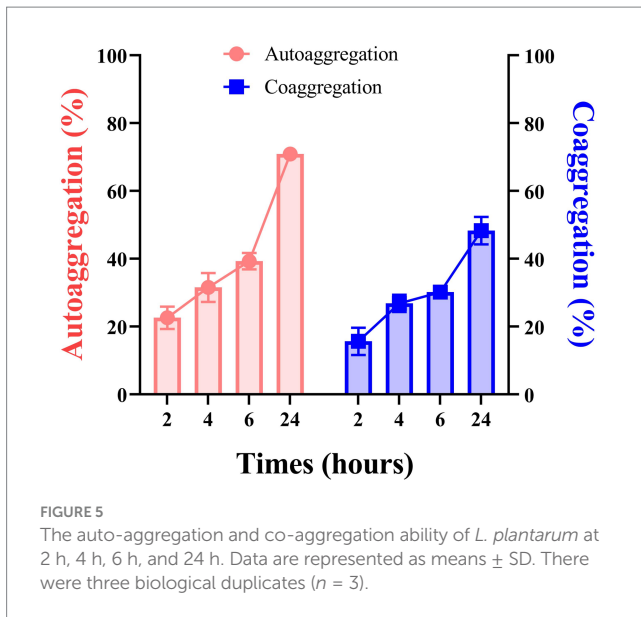 Autoaggregation
Coaggregation
Autoaggregation (%)
100
80
60
40
20
0
100
80
60
40
20
0
Coaggregation
(%)
2 4 6 24 2 4 6 24
Times (hours)
FIGURE 5
The auto-aggregation and co-aggregation ability of L. plantarum at
2 h, 4 h, 6 h, and 24 h. Data are represented as means ± SD. There
were three biological duplicates (n = 3).